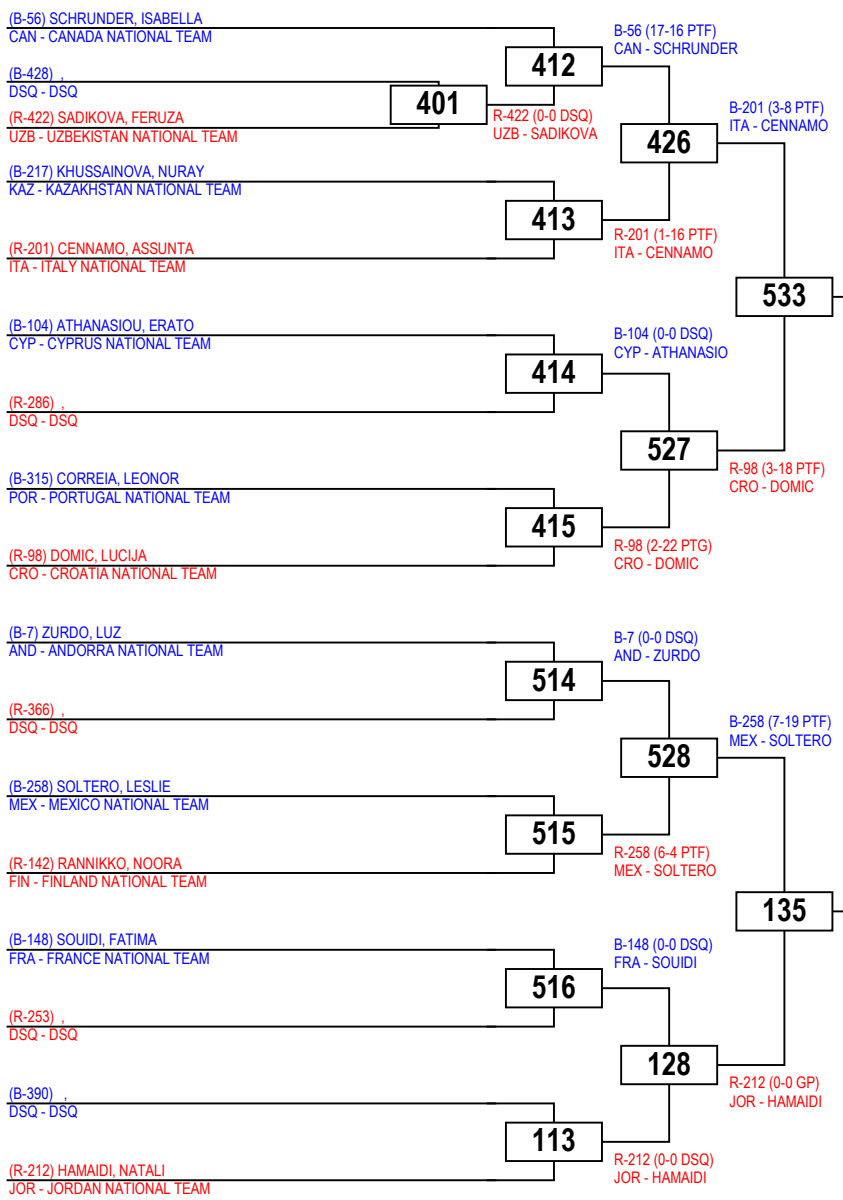 (B-56) SCHRUNDER, ISABELLA
CAN - CANADA NATIONAL TEAM
B-56 (17-16 PTF)
CAN - SCHRUNDER
412
(B-428) ,
DSQ - DSQ
401
R-422 (0-0 DSQ)
UZB - SADIKOVA
(R-422) SADIKOVA, FERUZA
UZB - UZBEKISTAN NATIONAL TEAM
B-201 (3-8 PTF)
ITA - CENNAMO
426
(B-217) KHUSSAINOVA, NURAY
KAZ - KAZAKHSTAN NATIONAL TEAM
413
R-201 (1-16 PTF)
ITA - CENNAMO
(R-201) CENNAMO, ASSUNTA
ITA - ITALY NATIONAL TEAM
533
(B-104) ATHANASIOU, ERATO
CYP - CYPRUS NATIONAL TEAM
B-104 (0-0 DSQ)
CYP - ATHANASIO
414
(R-286) ,
DSQ - DSQ
527
R-98 (3-18 PTF)
CRO - DOMIC
(B-315) CORREIA, LEONOR
POR - PORTUGAL NATIONAL TEAM
415
R-98 (2-22 PTG)
CRO - DOMIC
(R-98) DOMIC, LUCIJA
CRO - CROATIA NATIONAL TEAM
(B-7) ZURDO, LUZ
AND - ANDORRA NATIONAL TEAM
B-7 (0-0 DSQ)
AND - ZURDO
514
(R-366) ,
DSQ - DSQ
B-258 (7-19 PTF)
MEX - SOLTERO
528
(B-258) SOLTERO, LESLIE
MEX - MEXICO NATIONAL TEAM
515
R-258 (6-4 PTF)
MEX - SOLTERO
(R-142) RANNIKKO, NOORA
FIN - FINLAND NATIONAL TEAM
135
(B-148) SOUIDI, FATIMA
FRA - FRANCE NATIONAL TEAM
B-148 (0-0 DSQ)
FRA - SOUIDI
516
(R-253) ,
DSQ - DSQ
128
R-212 (0-0 GP)
JOR - HAMAIDI
(B-390) ,
DSQ - DSQ
113
R-212 (0-0 DSQ)
JOR - HAMAIDI
(R-212) HAMAIDI, NATALI
JOR - JORDAN NATIONAL TEAM